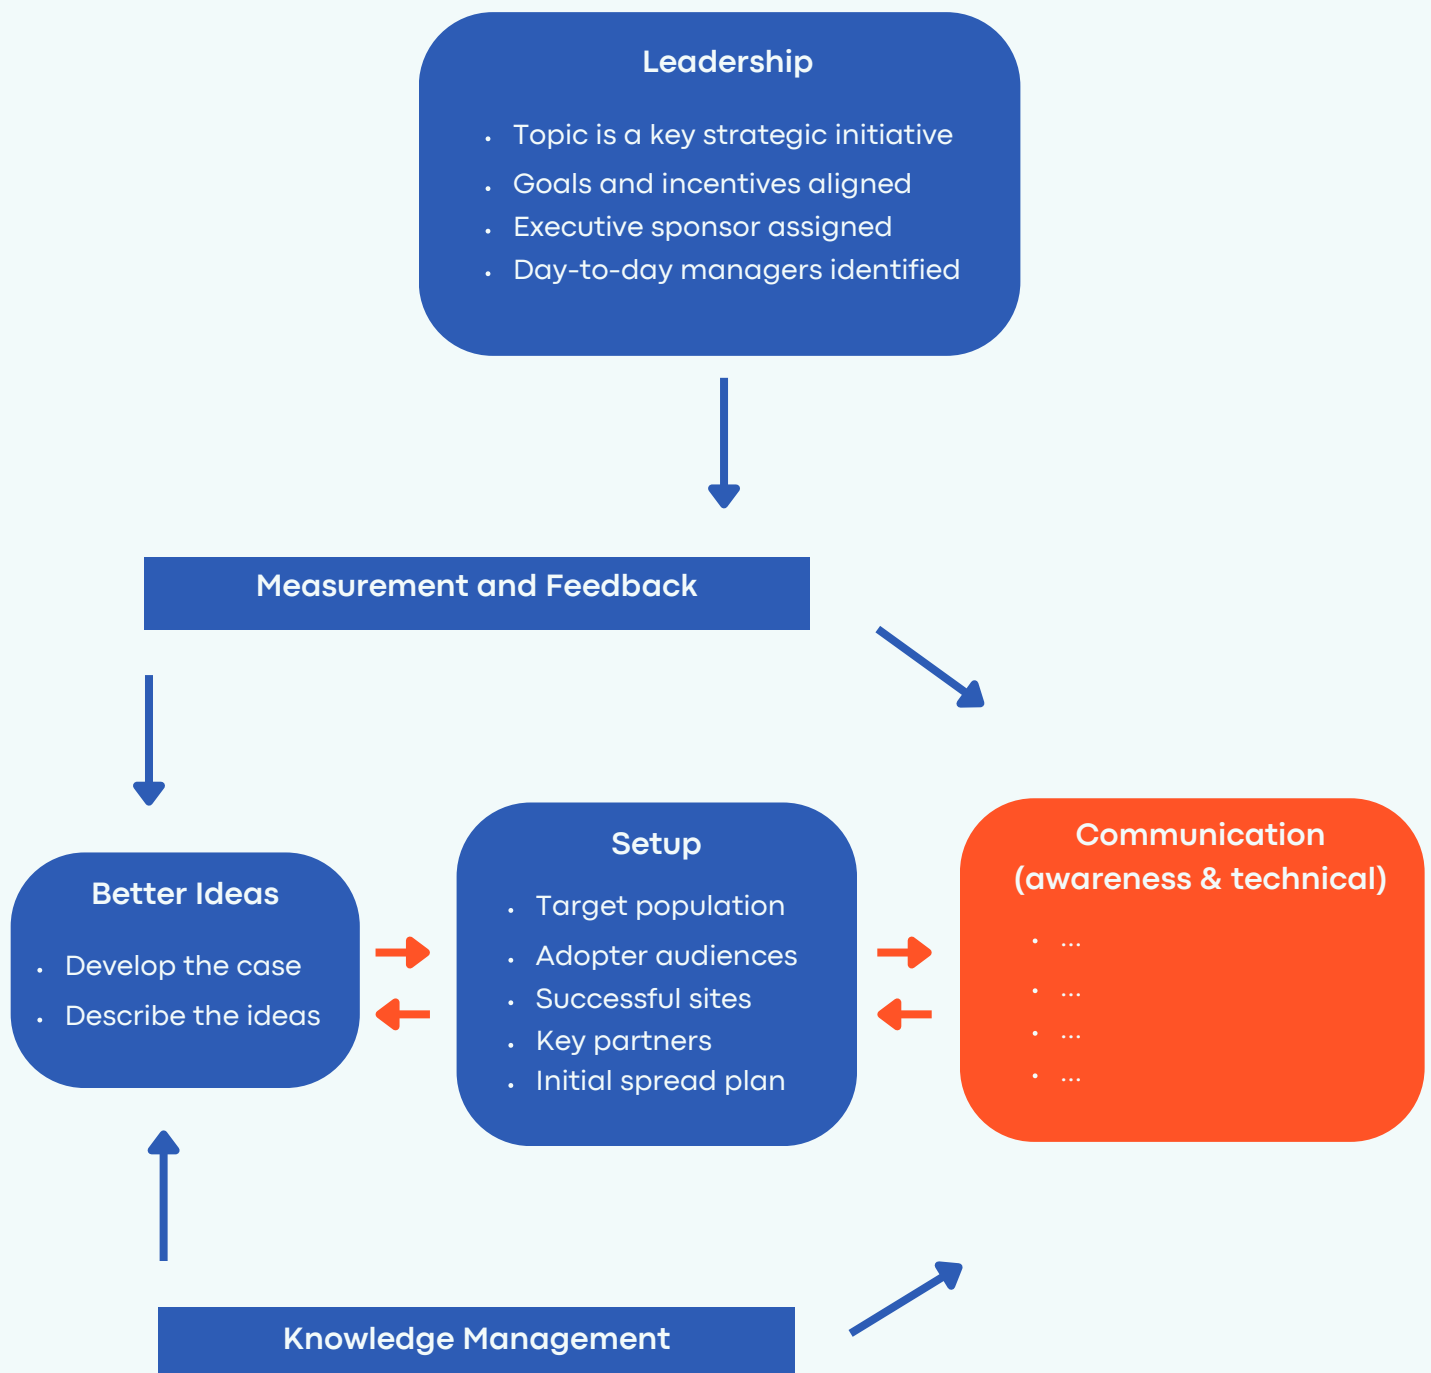 Leadership
• Topic is a key strategic initiative
• Goals and incentives aligned
• Executive sponsor assigned
• Day-to-day managers identified
Measurement and Feedback
Better Ideas
• Develop the case
• Describe the ideas
Setup
• Target population
• Adopter audiences
• Successful sites
• Key partners
• Initial spread plan
Communication
(awareness & technical)
• ...
• ...
• ...
• ...
Knowledge Management